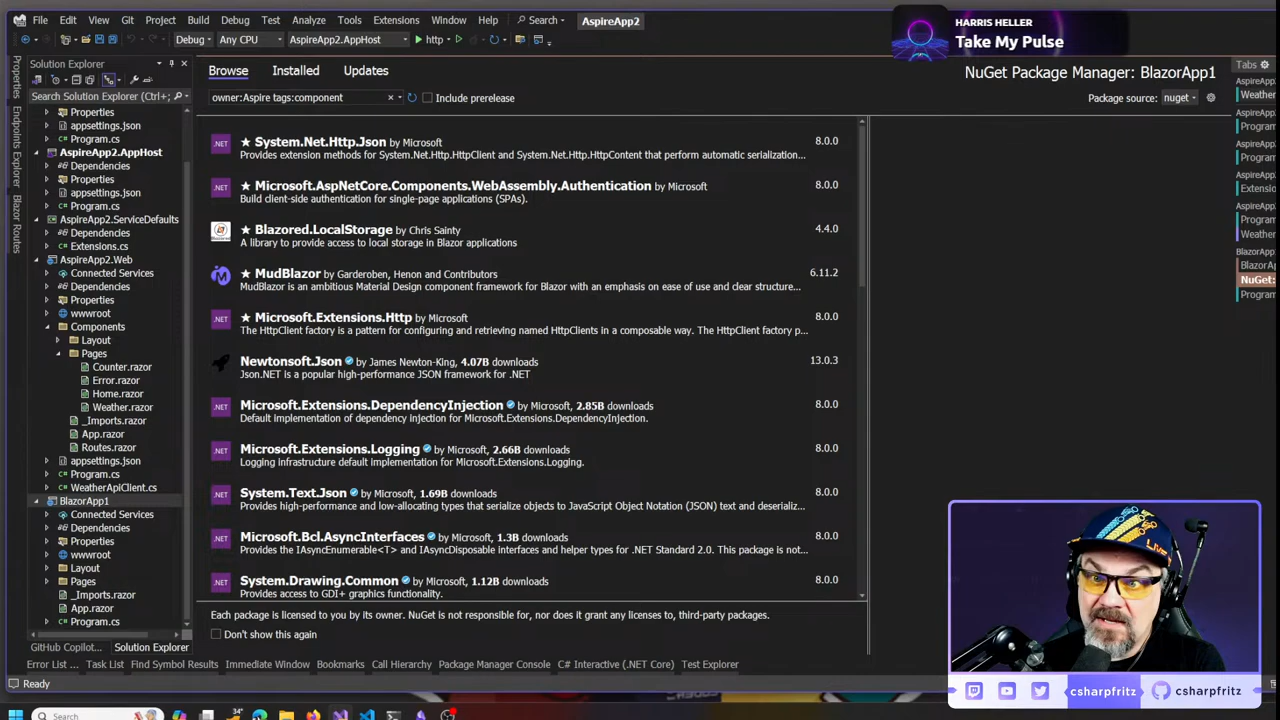 File Edit View Git Project Build Debug Test Analyze Tools Extensions Window Help Search AspireApp2
HARRIS HELLER
Take My Pulse
Debug Any CPU AspireApp2.AppHost http
Solution Explorer
Search Solution Explorer (Ctrl+;)
Properties
appsettings.json
Program.cs
AspireApp2.AppHost
Dependencies
Properties
appsettings.json
Program.cs
AspireApp2.ServiceDefaults
Dependencies
Extensions.cs
AspireApp2.Web
Connected Services
Dependencies
Properties
wwwroot
Components
Layout
Pages
Counter.razor
Error.razor
Home.razor
Weather.razor
_Imports.razor
App.razor
Routes.razor
appsettings.json
Program.cs
WeatherApiClient.cs
BlazorApp1
Connected Services
Dependencies
Properties
wwwroot
Layout
Pages
_Imports.razor
App.razor
Program.cs
GitHub Copilot... Solution Explorer
Properties
Endpoints Explorer
Blazor Routes
Browse Installed Updates
NuGet Package Manager: BlazorApp1
owner:Aspire tags:component
Include prerelease
Package source: nuget
System.Net.Http.Json by Microsoft 8.0.0
Provides extension methods for System.Net.Http.HttpClient and System.Net.Http.HttpContent that perform automatic serialization...
Microsoft.AspNetCore.Components.WebAssembly.Authentication by Microsoft 8.0.0
Build client-side authentication for single-page applications (SPAs).
Blazored.LocalStorage by Chris Sainty 4.4.0
A library to provide access to local storage in Blazor applications
MudBlazor by Garderoben, Henon and Contributors 6.11.2
MudBlazor is an ambitious Material Design component framework for Blazor with an emphasis on ease of use and clear structure...
Microsoft.Extensions.Http by Microsoft 8.0.0
The HttpClient factory is a pattern for configuring and retrieving named HttpClients in a composable way. The HttpClient factory p...
Newtonsoft.Json by James Newton-King, 4.07B downloads 13.0.3
Json.NET is a popular high-performance JSON framework for .NET
Microsoft.Extensions.DependencyInjection by Microsoft, 2.85B downloads 8.0.0
Default implementation of dependency injection for Microsoft.Extensions.DependencyInjection.
Microsoft.Extensions.Logging by Microsoft, 2.66B downloads 8.0.0
Logging infrastructure default implementation for Microsoft.Extensions.Logging.
System.Text.Json by Microsoft, 1.69B downloads 8.0.0
Provides high-performance and low-allocating types that serialize objects to JavaScript Object Notation (JSON) text and deserializ...
Microsoft.Bcl.AsyncInterfaces by Microsoft, 1.3B downloads 8.0.0
Provides the IAsyncEnumerable<T> and IAsyncDisposable interfaces and helper types for .NET Standard 2.0. This package is not...
System.Drawing.Common by Microsoft, 1.12B downloads 8.0.0
Provides access to GDI+ graphics functionality.
Each package is licensed to you by its owner. NuGet is not responsible for, nor does it grant any licenses to, third-party packages.
Don't show this again
Tabs
AspireAp
Weather
AspireAp
Program
AspireAp
Program
AspireAp
Extensio
AspireAp
Program
Weather
BlazorAp
BlazorA
NuGet:
Program
Error List ... Task List Find Symbol Results Immediate Window Bookmarks Call Hierarchy Package Manager Console C# Interactive (.NET Core) Test Explorer
Ready
csharpfritz csharpfritz
Search 34°